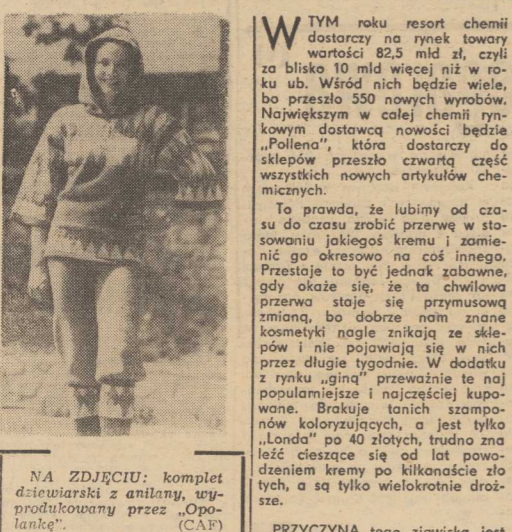 W TYM roku resort chemii
dostarczy na rynek towary
wartości 82,5 mld zł, czyli
za blisko 10 mld więcej niż w ro-
ku ub. Wśród nich będzie wiele,
bo przeszło 550 nowych wyrobów.
Największym w całej chemii ryn-
kowym dostawcą nowości będzie
„Pollena", która dostarczy do
sklepów przeszło czwartą część
wszystkich nowych artykułów che-
micznych.
To prawda, że lubimy od cza-
su do czasu zrobić przerwę w sto-
sowaniu jakiegoś kremu i zamie-
nić go okresowo na coś innego.
Przestaje to być jednak zabawne,
gdy okaże się, że ta chwilowa
przerwa staje się przymusową
zmianą, bo dobrze nam znane
kosmetyki nagle znikają ze skle-
pów i nie pojawiają się w nich
przez długie tygodnie. W dodatku
z rynku „giną" przeważnie te naj
popularniejsze i najczęściej kupo-
wane. Brakuje tanich szampo-
nów koloryzujących, a jest tylko
„Londa" po 40 złotych, trudno zna
leźć cieszące się od lat powo-
dzeniem kremy po kilkanaście zło
tych, a są tylko wielokrotnie droż-
sze.
PRZYCZYNĄ tego zjawiska jest
NA ZDJĘCIU: komplet
dziewiarski z anilany, wy-
produkowany przez „Opo-
lankę". (CAF)